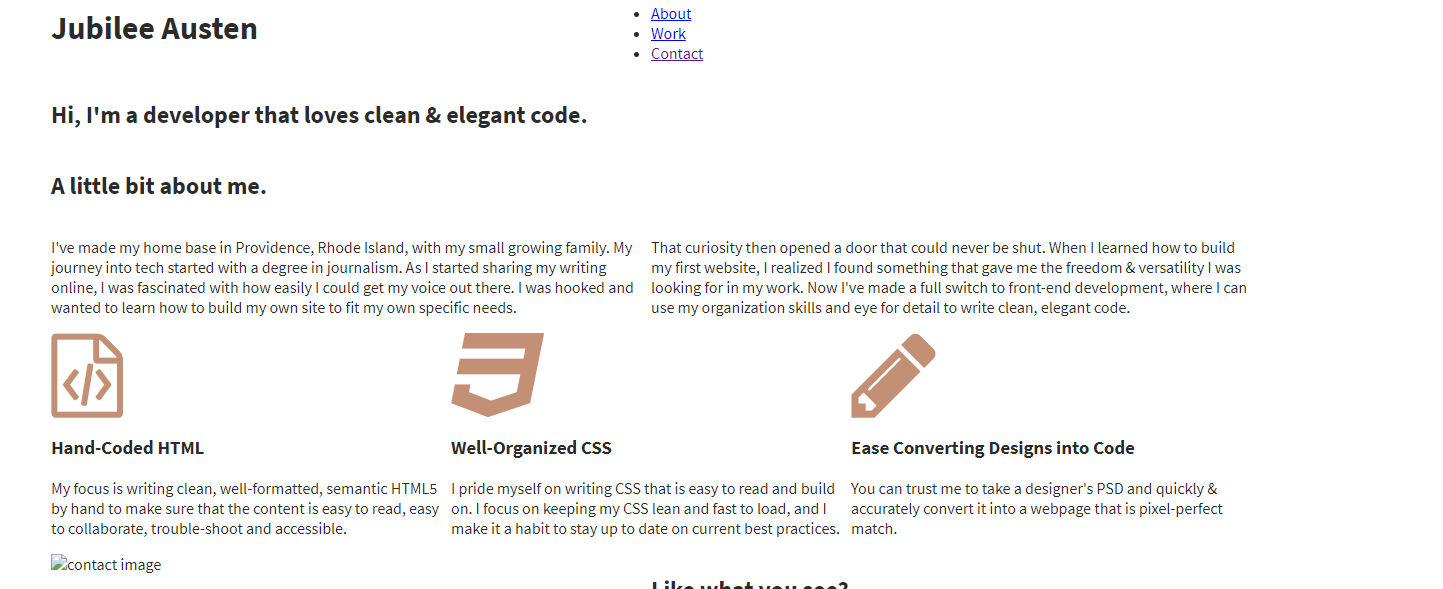 Jubilee Austen
About
Work
Contact
Hi, I'm a developer that loves clean & elegant code.
A little bit about me.
I've made my home base in Providence, Rhode Island, with my small growing family. My
journey into tech started with a degree in journalism. As I started sharing my writing
online, I was fascinated with how easily I could get my voice out there. I was hooked and
wanted to learn how to build my own site to fit my own specific needs.
That curiosity then opened a door that could never be shut. When I learned how to build
my first website, I realized I found something that gave me the freedom & versatility I was
looking for in my work. Now I've made a full switch to front-end development, where I can
use my organization skills and eye for detail to write clean, elegant code.
</>
Hand-Coded HTML
My focus is writing clean, well-formatted, semantic HTML5
by hand to make sure that the content is easy to read, easy
to collaborate, trouble-shoot and accessible.
Well-Organized CSS
I pride myself on writing CSS that is easy to read and build
on. I focus on keeping my CSS lean and fast to load, and I
make it a habit to stay up to date on current best practices.
Ease Converting Designs into Code
You can trust me to take a designer's PSD and quickly &
accurately convert it into a webpage that is pixel-perfect
match.
contact image
Like what you see?